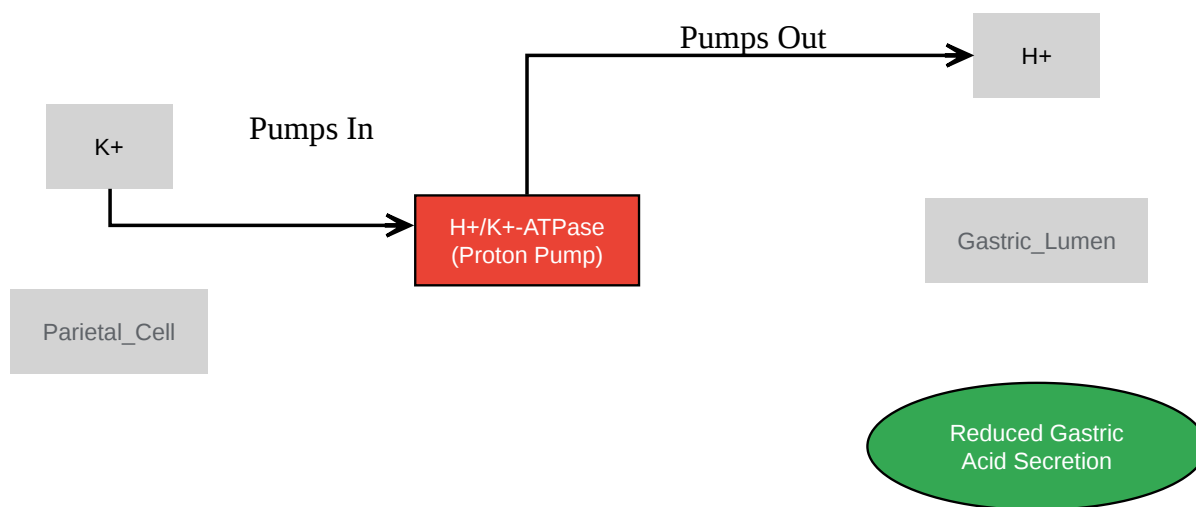 Pumps Out
H+
Pumps In
K+
H+/K+-ATPase
(Proton Pump)
Gastric_Lumen
Parietal_Cell
Reduced Gastric
Acid Secretion